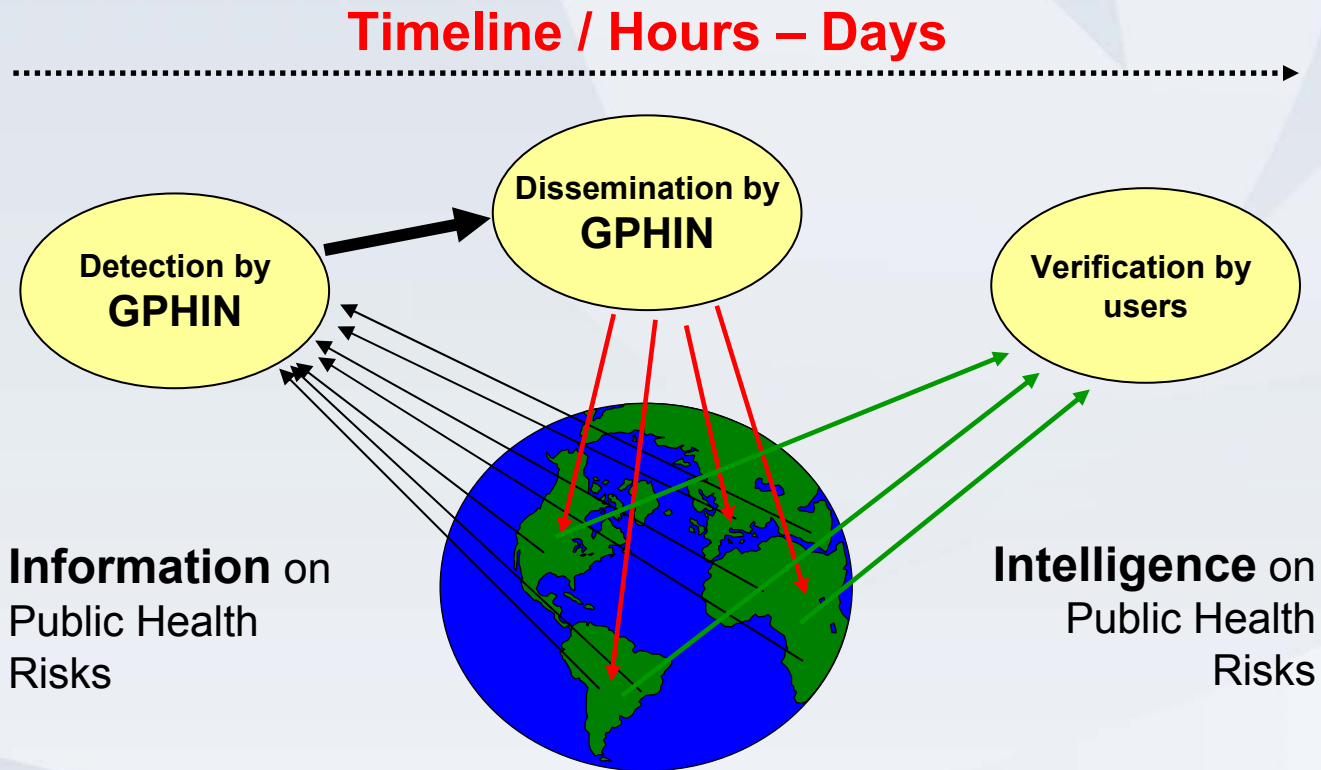 Timeline / Hours – Days
Detection by
GPHIN
Dissemination by
GPHIN
Verification by
users
Information on
Public Health
Risks
Intelligence on
Public Health
Risks